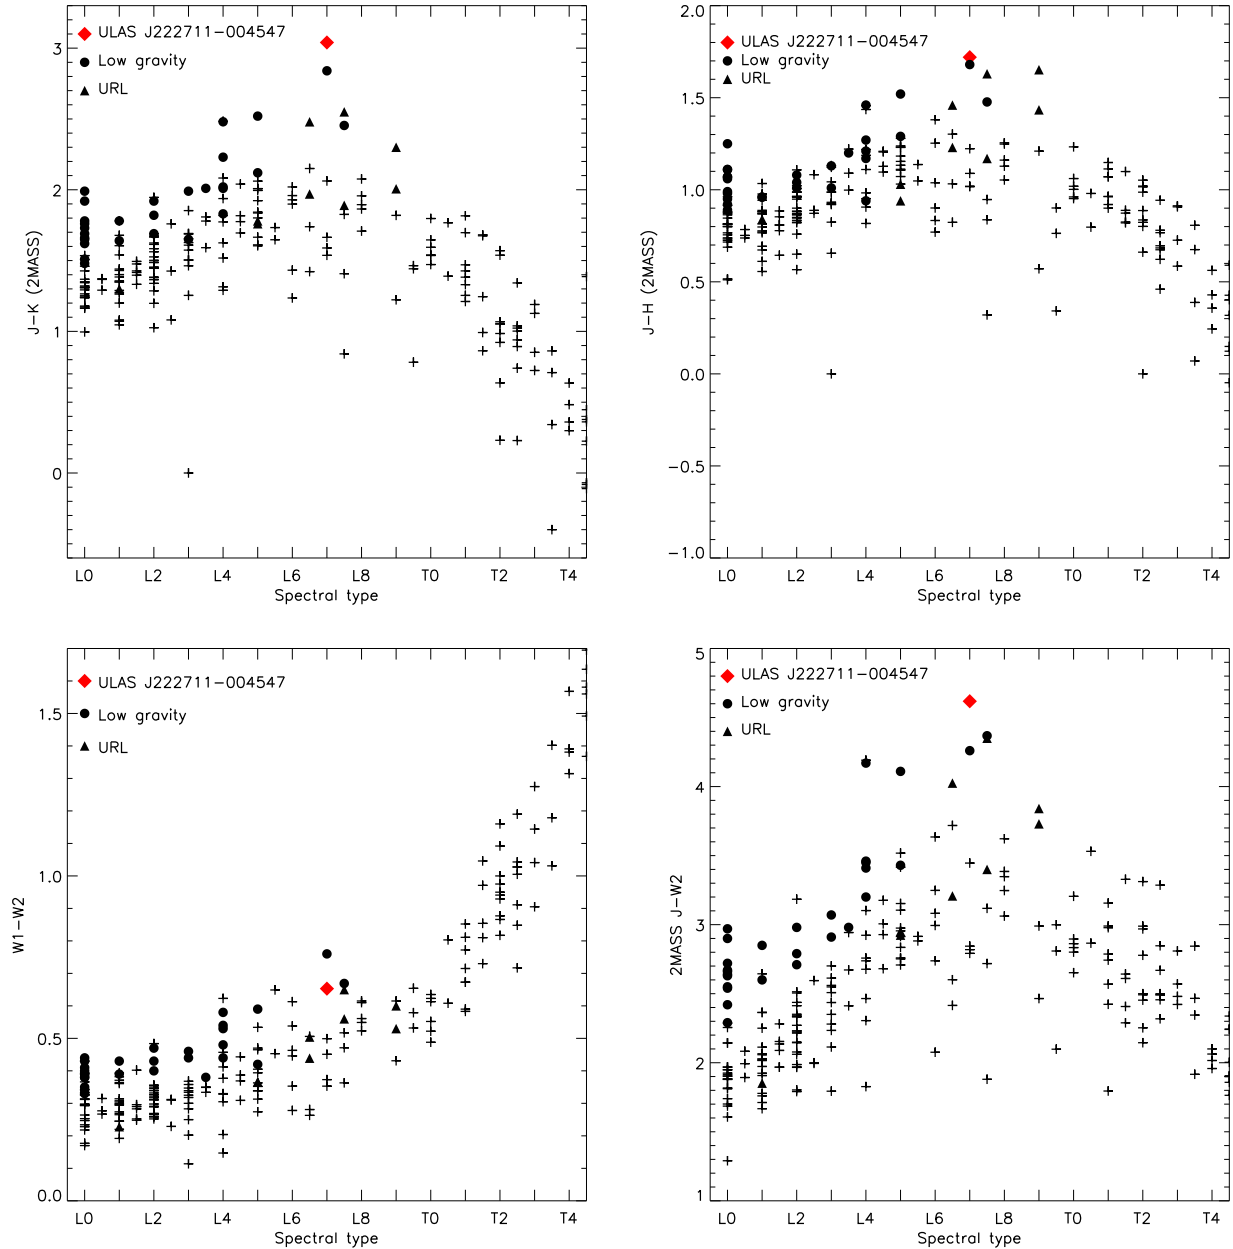 ULAS J222711-004547
Low gravity
URL
3
2
1
0
J-K (2MASS)
L0 L2 L4 L6 L8 T0 T2 T4
Spectral type
ULAS J222711-004547
Low gravity
URL
2.0
1.5
1.0
0.5
0.0
-0.5
-1.0
J-H (2MASS)
L0 L2 L4 L6 L8 T0 T2 T4
Spectral type
ULAS J222711-004547
Low gravity
URL
1.5
1.0
0.5
0.0
W1-W2
L0 L2 L4 L6 L8 T0 T2 T4
Spectral type
ULAS J222711-004547
Low gravity
URL
5
4
3
2
1
2MASS J-W2
L0 L2 L4 L6 L8 T0 T2 T4
Spectral type